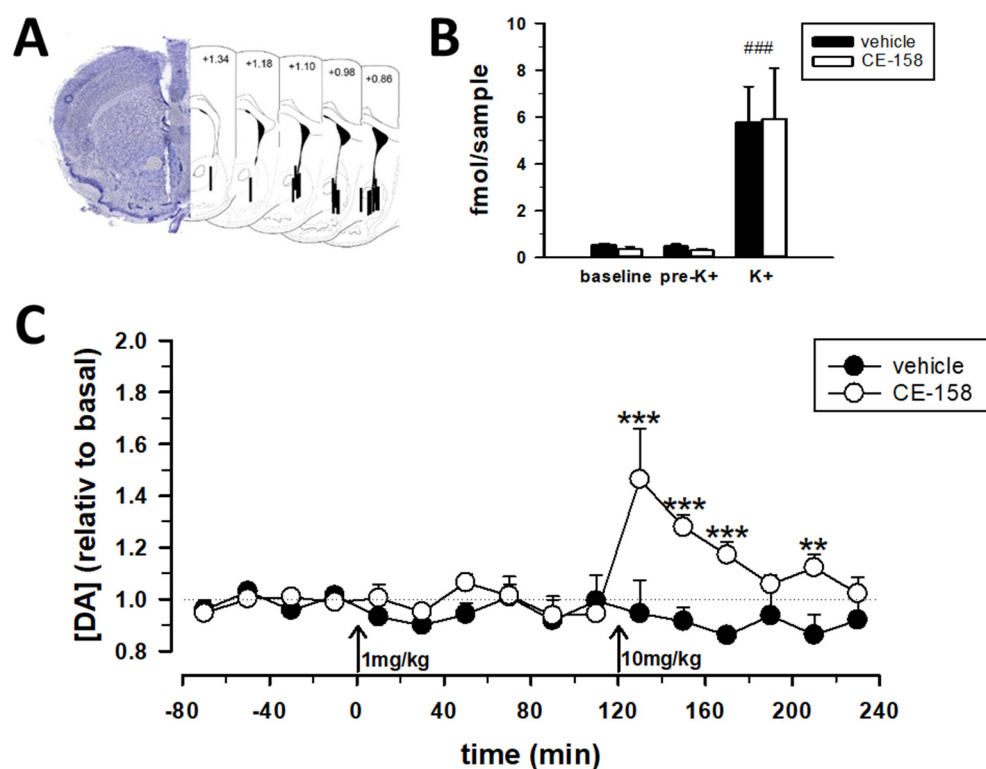 A
+1.34
+1.18
+1.10
+0.98
+0.86
B
fmol/sample
10
8
6
4
2
0
###
baseline pre-K+ K+
vehicle
CE-158
C
[DA] (relativ to basal)
2.0
1.8
1.6
1.4
1.2
1.0
0.8
vehicle
CE-158
***
***
***
**
1mg/kg
10mg/kg
-80 -40 0 40 80 120 160 200 240
time (min)